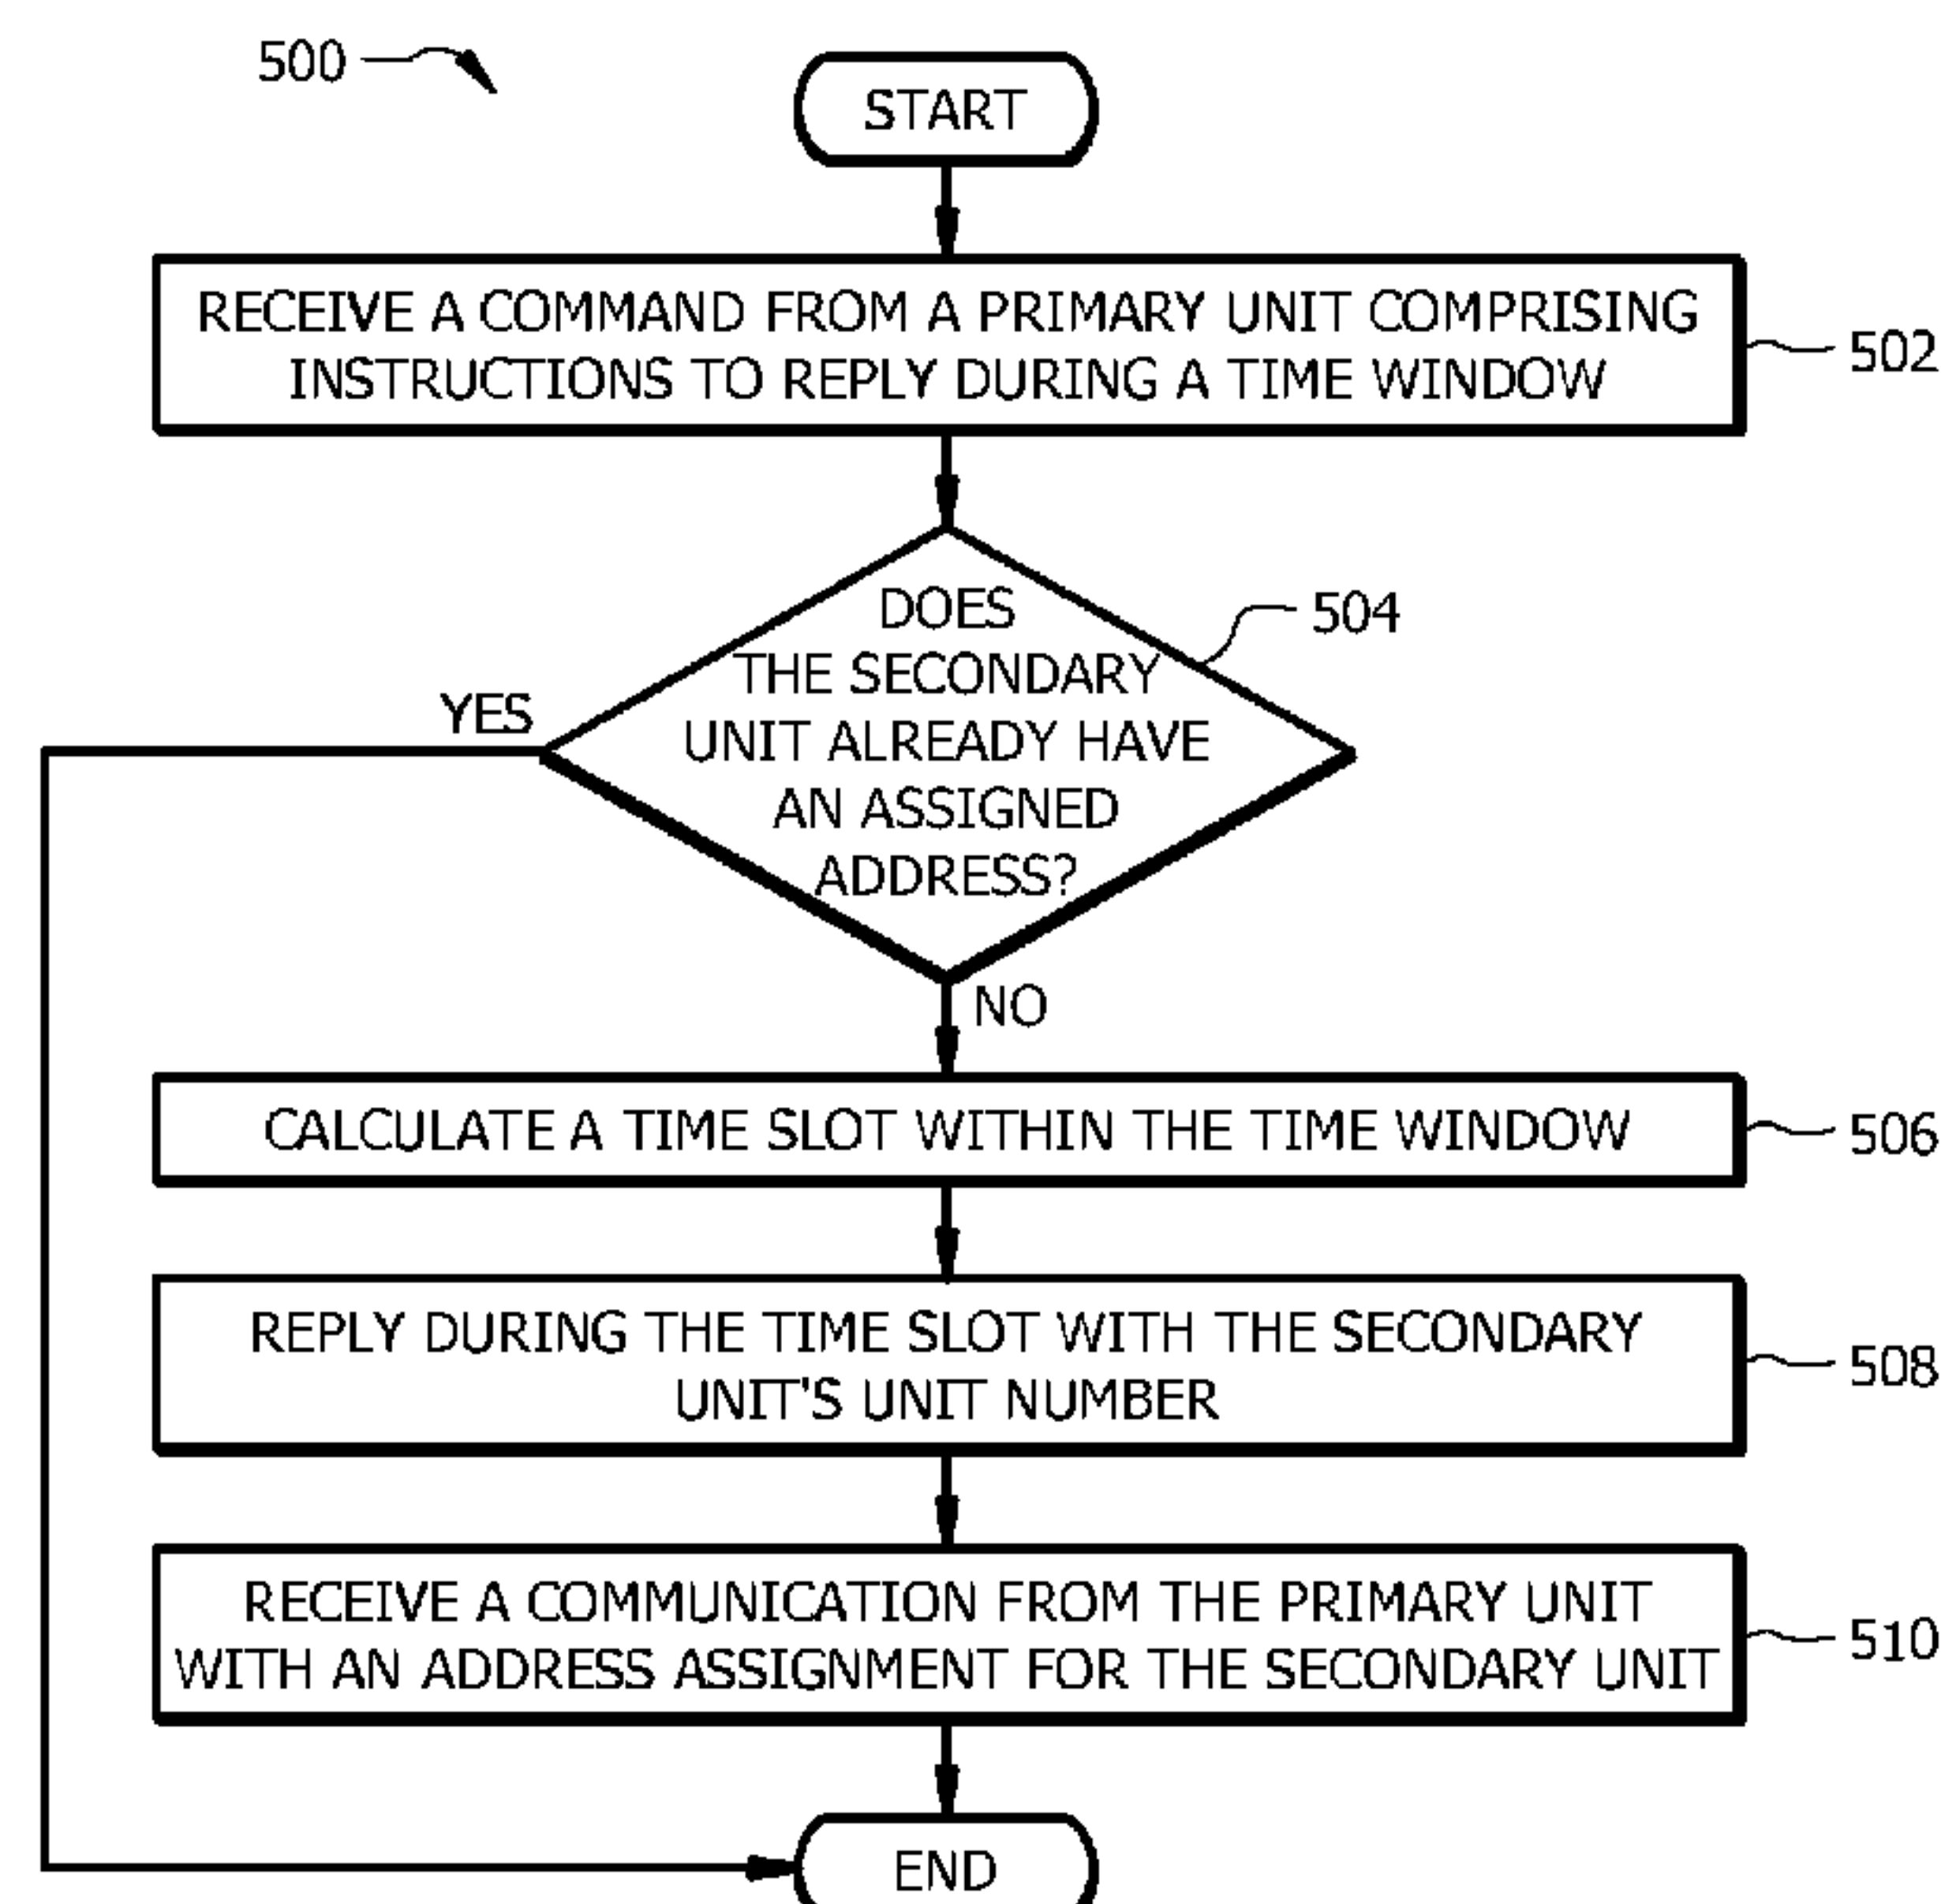 500
START
RECEIVE A COMMAND FROM A PRIMARY UNIT COMPRISING
INSTRUCTIONS TO REPLY DURING A TIME WINDOW
502
DOES
THE SECONDARY
UNIT ALREADY HAVE
AN ASSIGNED
ADDRESS?
504
YES
NO
CALCULATE A TIME SLOT WITHIN THE TIME WINDOW
506
REPLY DURING THE TIME SLOT WITH THE SECONDARY
UNIT'S UNIT NUMBER
508
RECEIVE A COMMUNICATION FROM THE PRIMARY UNIT
WITH AN ADDRESS ASSIGNMENT FOR THE SECONDARY UNIT
510
END